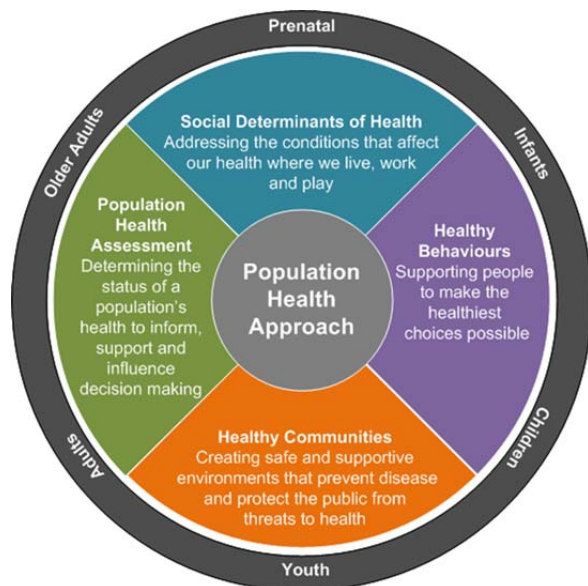 Prenatal
Social Determinants of Health
Addressing the conditions that affect
our health where we live, work
and play
Older Adults
Infants
Population
Health
Assessment
Determining the
status of a
population's
health to inform,
support and
influence
decision making
Population
Health
Approach
Healthy
Behaviours
Supporting people
to make the
healthiest
choices possible
Healthy Communities
Creating safe and supportive
environments that prevent disease
and protect the public from
threats to health
Adults
Children
Youth